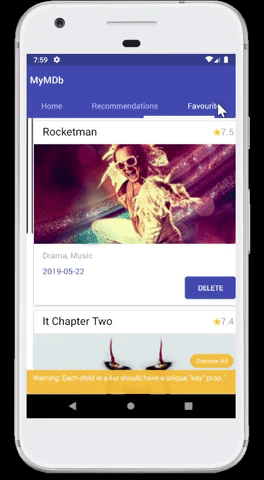 7:59
MyMDb
Home Recommendations Favourite
Rocketman
7.5
Drama, Music
2019-05-22
DELETE
It Chapter Two
7.4
Dismiss All
Warning: Each child in a list should have a unique "key" prop.